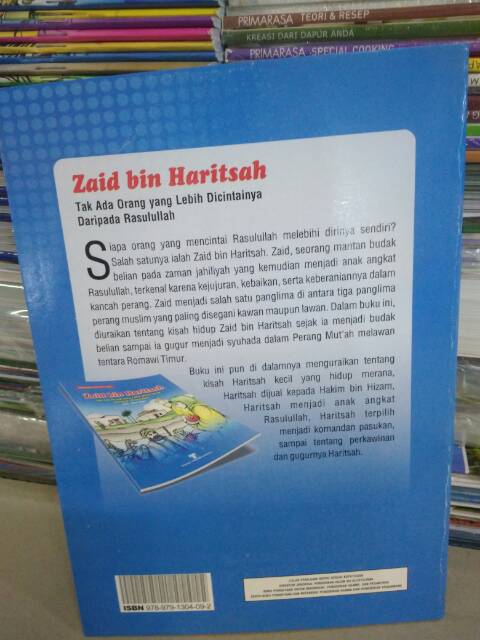 PRIMARASA TEORI & RESEP
KREASI DARI DAPUR ANDA
PRIMARASA SPECIAL COOKING
Zaid bin Haritsah
Tak Ada Orang yang Lebih Dicintainya
Daripada Rasulullah
Siapa orang yang mencintai Rasulullah melebihi dirinya sendiri?
Salah satunya ialah Zaid bin Haritsah. Zaid, seorang mantan budak
belian pada zaman jahiliyah yang kemudian menjadi anak angkat
Rasulullah, terkenal karena kejujuran, kebaikan, serta keberaniannya dalam
kancah perang. Zaid menjadi salah satu panglima di antara tiga panglima
perang muslim yang paling disegani kawan maupun lawan. Dalam buku ini,
diuraikan tentang kisah hidup Zaid bin Haritsah sejak ia menjadi budak
belian sampai ia gugur menjadi syuhada dalam Perang Mut'ah melawan
tentara Romawi Timur.
Buku ini pun di dalamnya menguraikan tentang
kisah Haritsah kecil yang hidup merana,
Haritsah dijual kepada Hakim bin Hizam,
Haritsah menjadi anak angkat
Rasulullah, Haritsah terpilih
menjadi komandan pasukan,
sampai tentang perkawinan
dan gugurnya Haritsah.
Zaid bin Haritsah
ISBN 978-979-1304-09-2